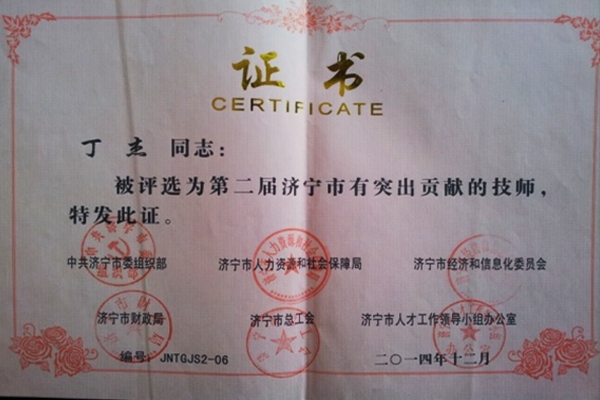 证书
CERTIFICATE
丁杰 同志：
被评选为第二届济宁市有突出贡献的技师，
特发此证。
中共济宁市委组织部 济宁市人力资源和社会保障局 济宁市经济和信息化委员会
济宁市财政局 济宁市总工会 济宁市人才工作领导小组办公室
编号：JNTGJS2-06 二〇一四年十二月